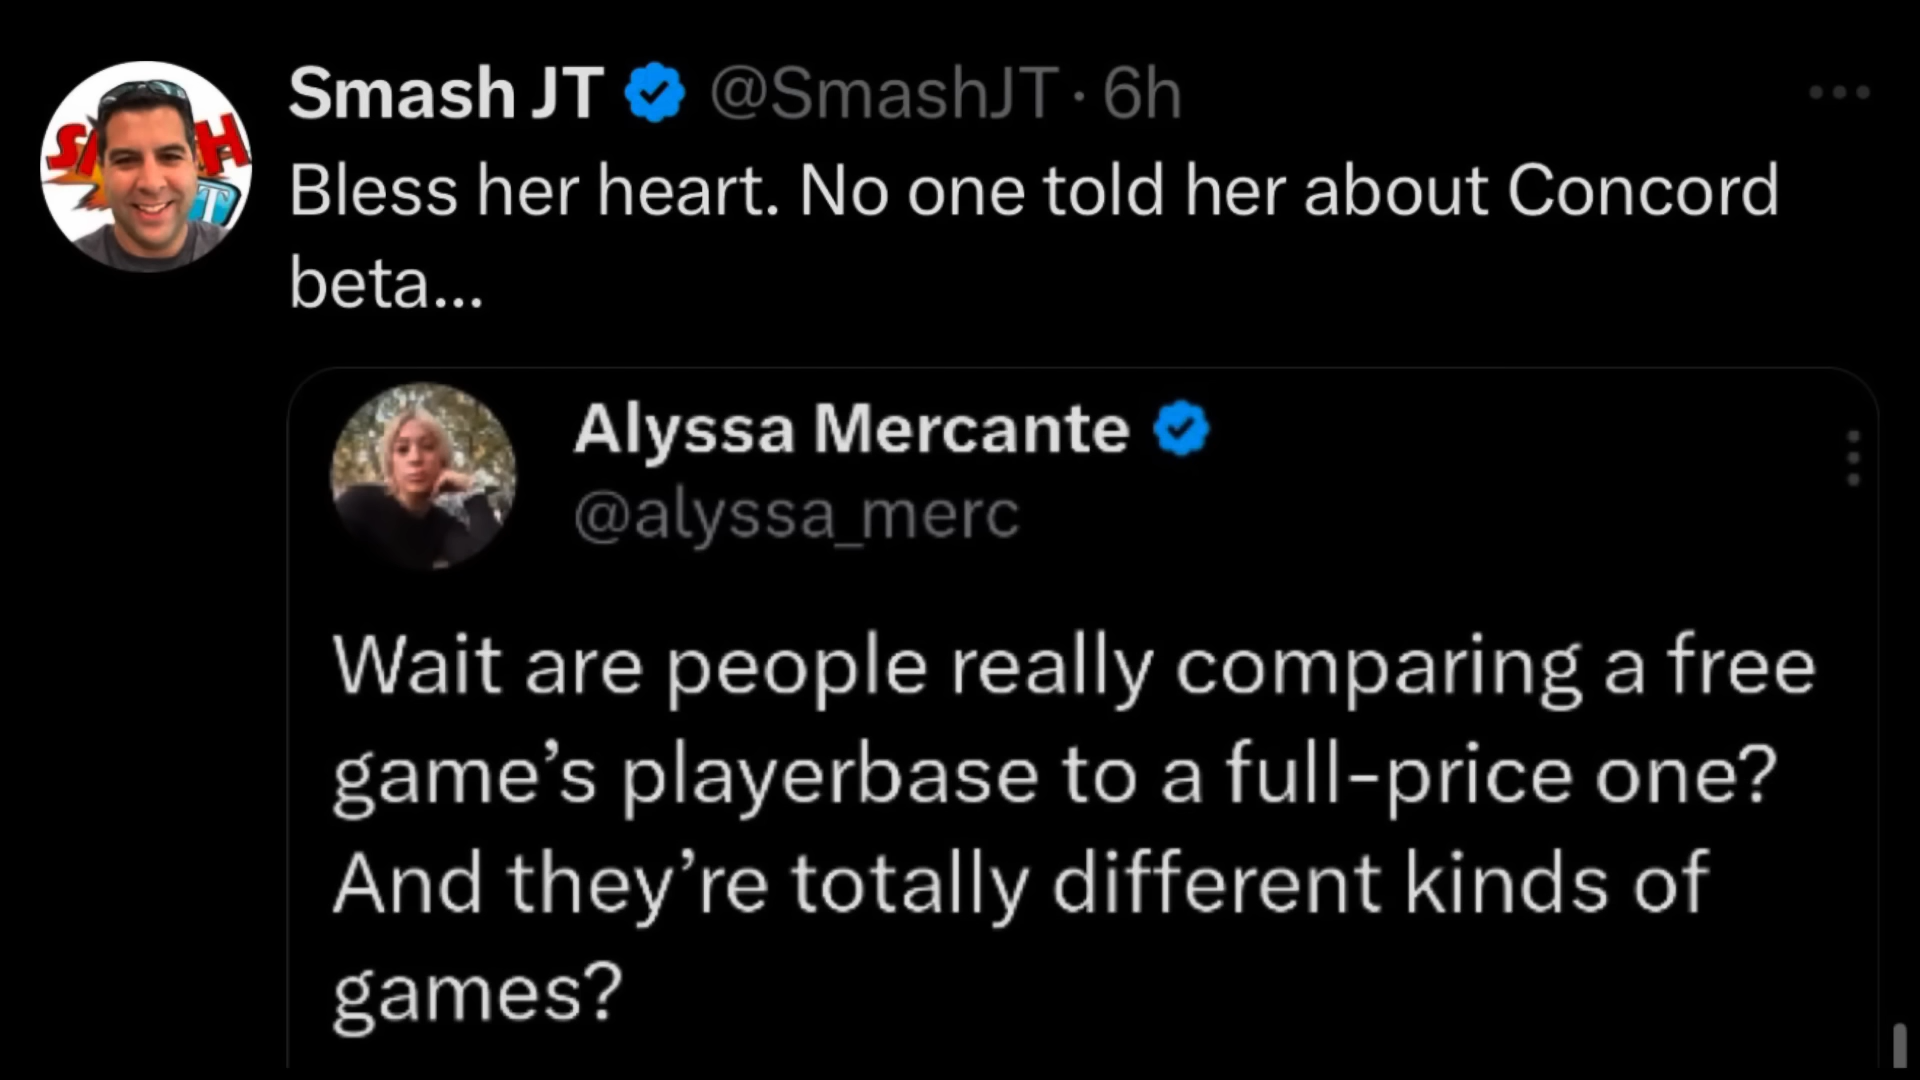 Smash JT @SmashJT · 6h
Bless her heart. No one told her about Concord
beta...
Alyssa Mercante
@alyssa_merc
Wait are people really comparing a free
game’s playerbase to a full-price one?
And they’re totally different kinds of
games?